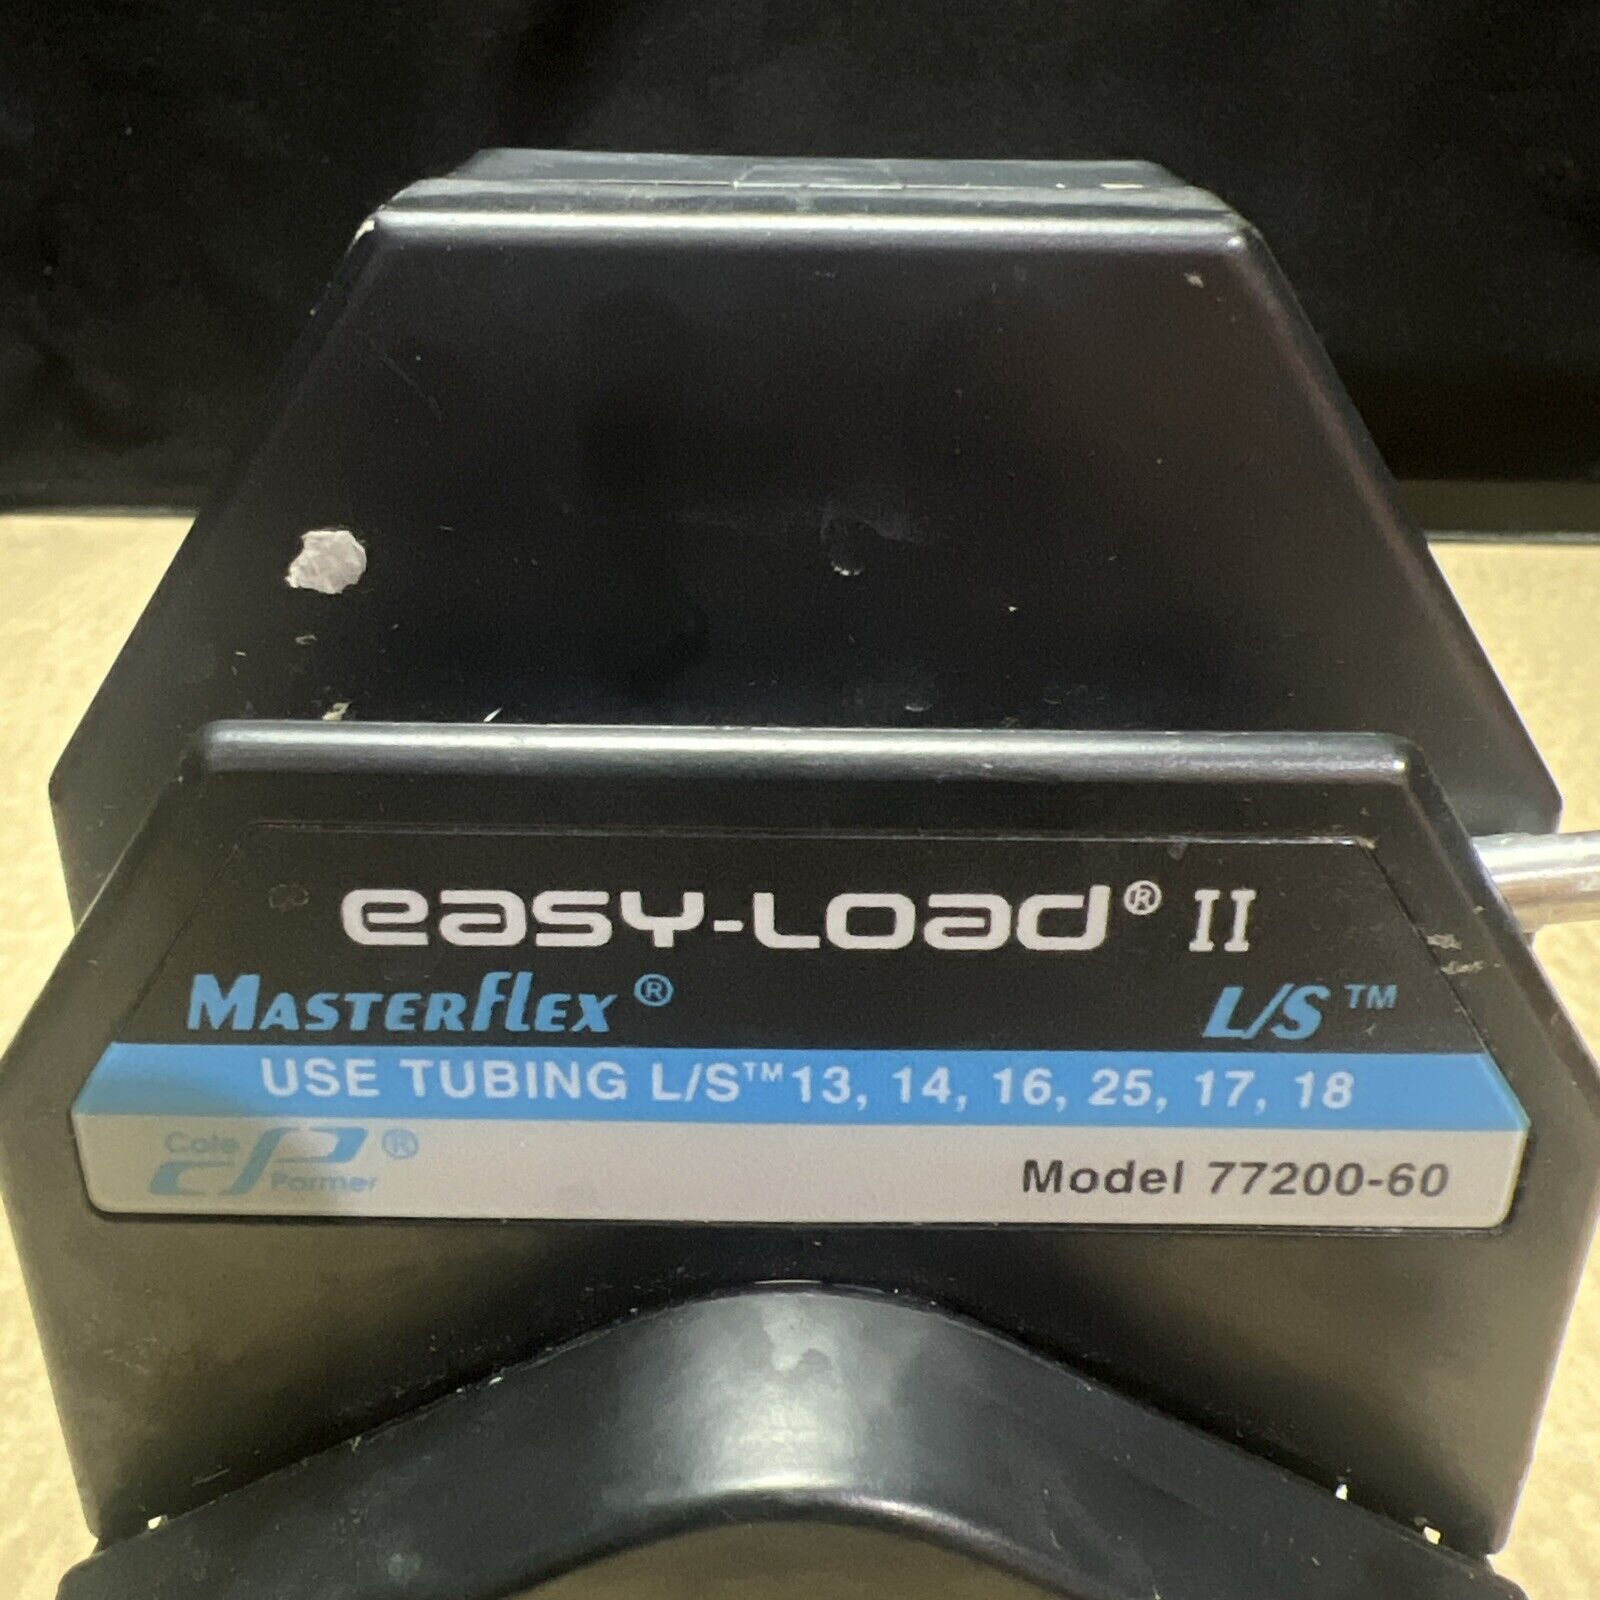 easy-Load® II
MASTERFLEX® L/S™
USE TUBING L/S™ 13, 14, 16, 25, 17, 18
Cole Parmer® Model 77200-60